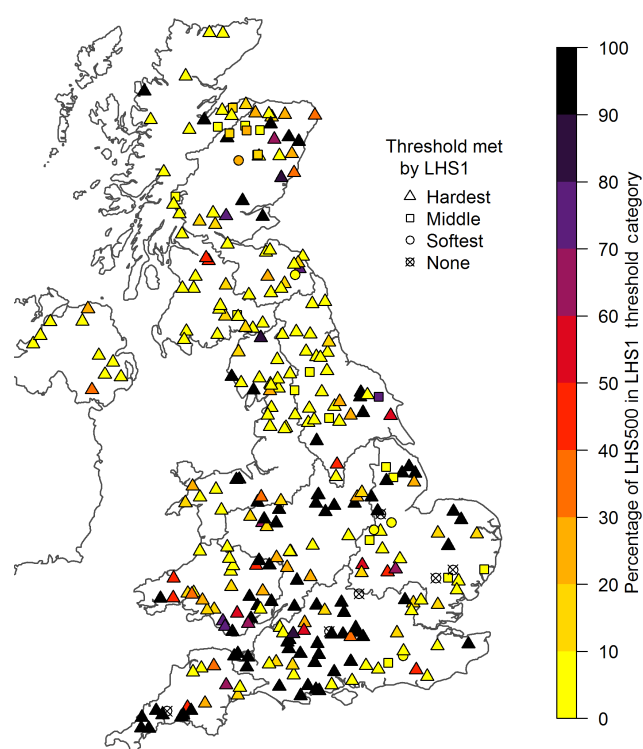 Threshold met
by LHS1
Hardest
Middle
Softest
None
100
90
80
70
60
50
40
30
20
10
0
Percentage of LHS500 in LHS1 threshold category